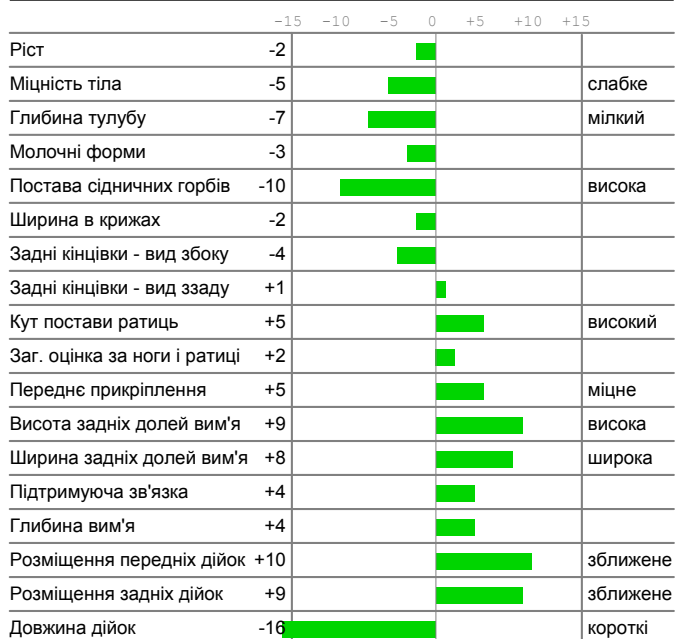 -15 -10 -5 0 +5 +10 +15
Ріст -2
Міцність тіла -5 слабке
Глибина тулубу -7 мілкий
Молочні форми -3
Постава сідничних горбів -10 висока
Ширина в крижах -2
Задні кінцівки - вид збоку -4
Задні кінцівки - вид ззаду +1
Кут постави ратиць +5 високий
Заг. оцінка за ноги і ратиці +2
Переднє прикріплення +5 міцне
Висота задніх долей вим'я +9 висока
Ширина задніх долей вим'я +8 широка
Підтримуюча зв'язка +4
Глибина вим'я +4
Розміщення передніх дійок +10 зближене
Розміщення задніх дійок +9 зближене
Довжина дійок -16 короткі